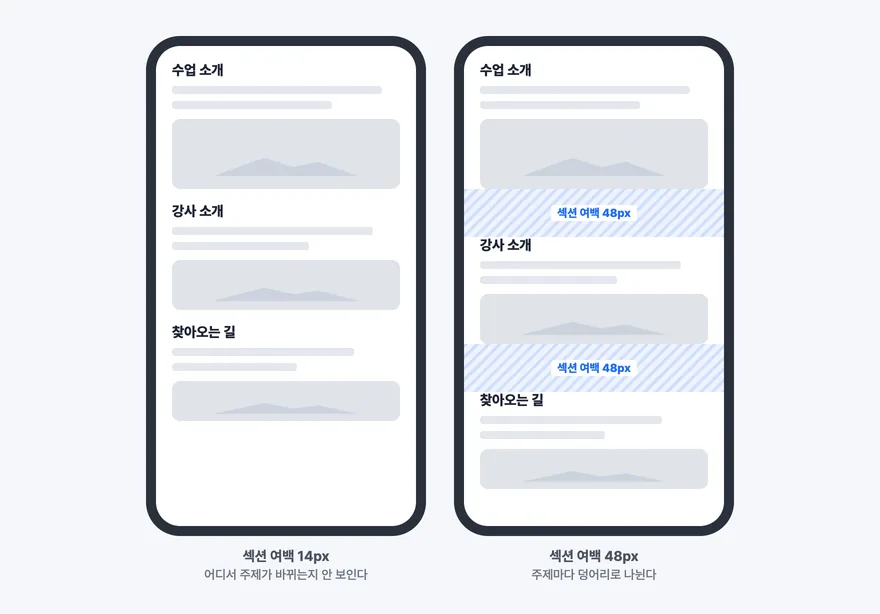 수업 소개
강사 소개
찾아오는 길
섹션 여백 14px
어디서 주제가 바뀌는지 안 보인다
수업 소개
섹션 여백 48px
강사 소개
섹션 여백 48px
찾아오는 길
섹션 여백 48px
주제마다 덩어리로 나뉜다